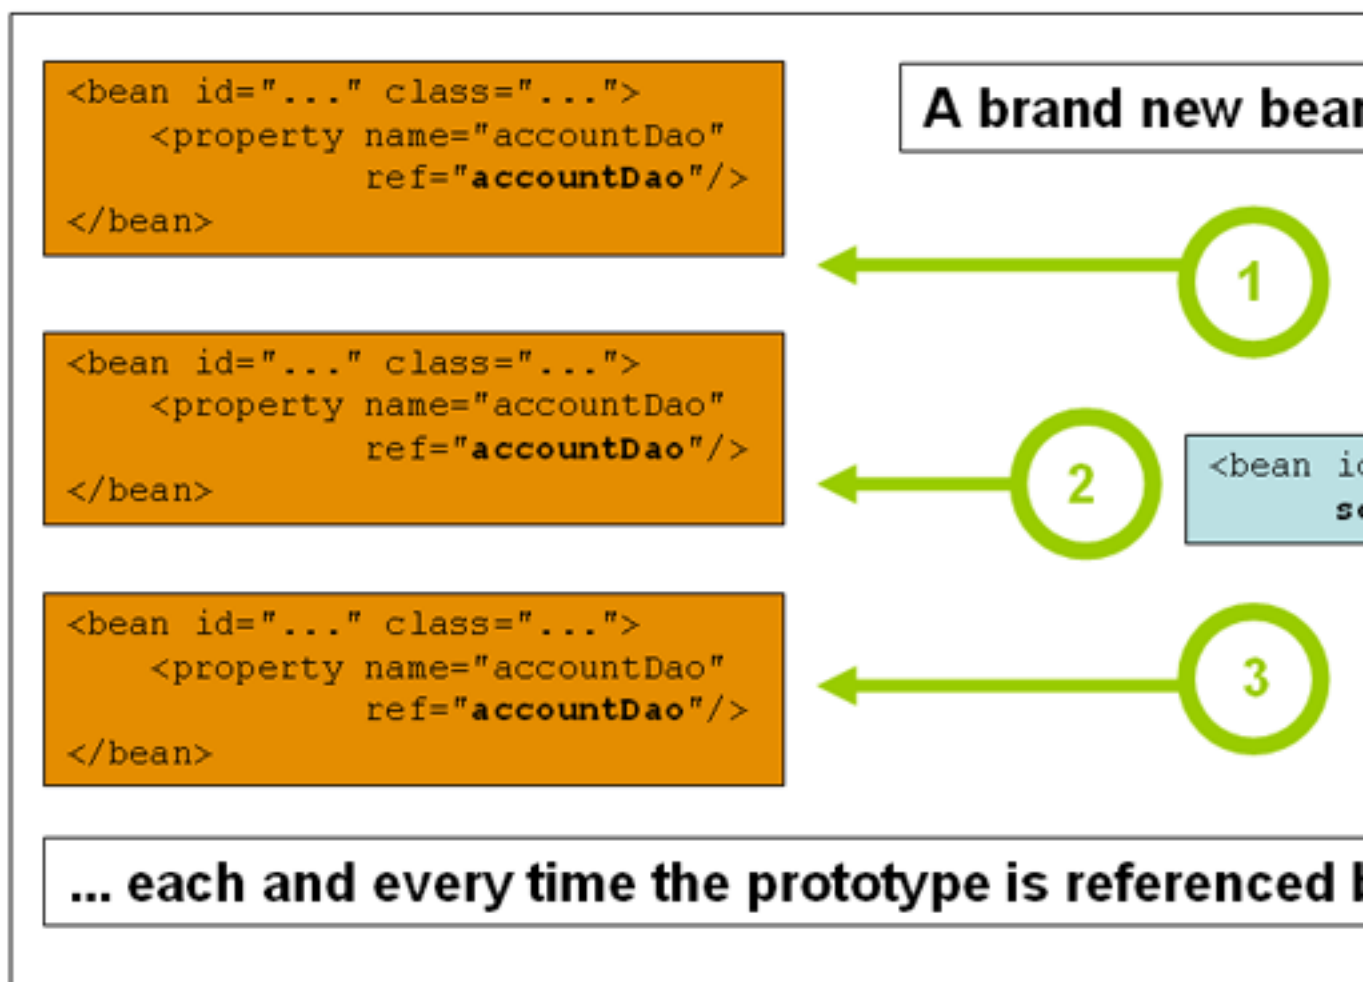 <bean id="..." class="...">
<property name="accountDao"
ref="accountDao"/>
</bean>
A brand new
1
<bean id="..." class="...">
<property name="accountDao"
ref="accountDao"/>
</bean>
2
<bean
<bean id="..." class="...">
<property name="accountDao"
ref="accountDao"/>
</bean>
3
... each and every time the prototype is referenced